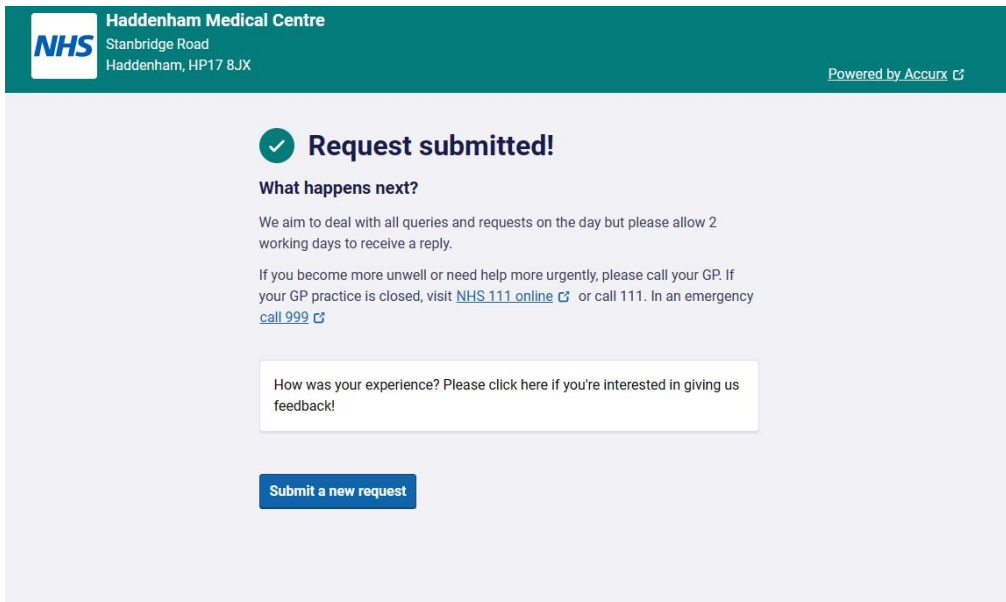 NHS
Haddenham Medical Centre
Stanbridge Road
Haddenham, HP17 8JX
Powered by Accurx
Request submitted!
What happens next?
We aim to deal with all queries and requests on the day but please allow 2
working days to receive a reply.
If you become more unwell or need help more urgently, please call your GP. If
your GP practice is closed, visit NHS 111 online or call 111. In an emergency
call 999
How was your experience? Please click here if you're interested in giving us
feedback!
Submit a new request